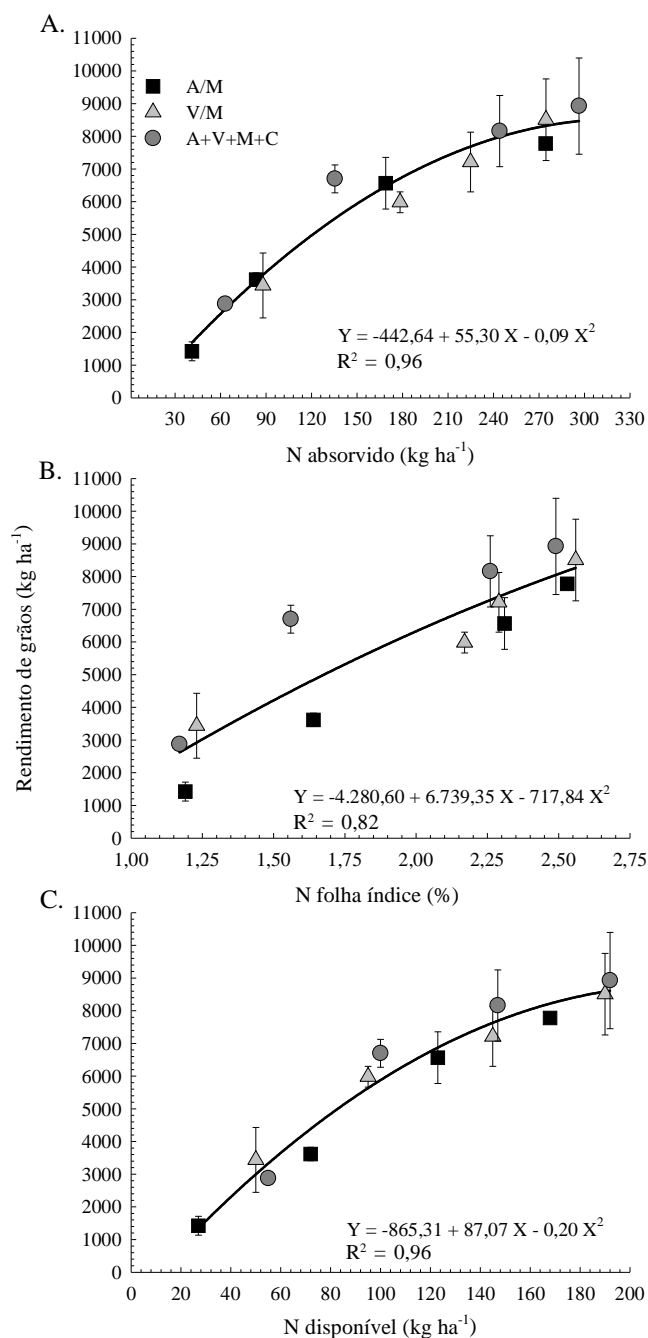 A.
11000
10000
9000
8000
7000
6000
5000
4000
3000
2000
1000
0
A/M
V/M
A+V+M+C
Y = -442,64 + 55,30 X - 0,09 X²
R² = 0,96
30 60 90 120 150 180 210 240 270 300 330
N absorvido (kg ha⁻¹)
B.
11000
10000
9000
8000
7000
6000
5000
4000
3000
2000
1000
0
Rendimento de grãos (kg ha⁻¹)
Y = -4.280,60 + 6.739,35 X - 717,84 X²
R² = 0,82
1,00 1,25 1,50 1,75 2,00 2,25 2,50 2,75
N folha índice (%)
C.
11000
10000
9000
8000
7000
6000
5000
4000
3000
2000
1000
0
Y = -865,31 + 87,07 X - 0,20 X²
R² = 0,96
0 20 40 60 80 100 120 140 160 180 200
N disponível (kg ha⁻¹)